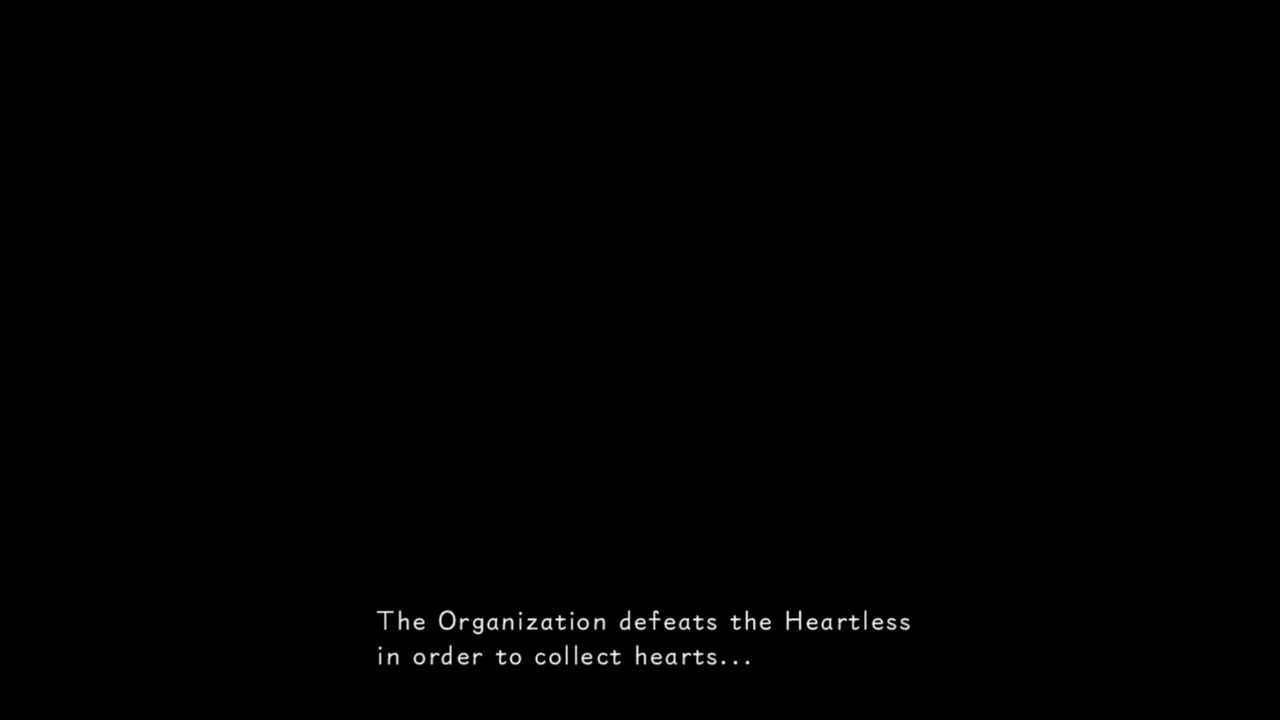 The Organization defeats the Heartless
in order to collect hearts...